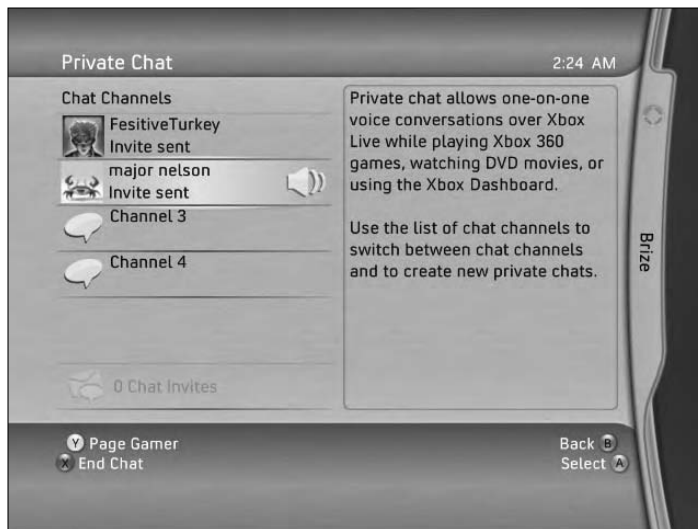 Private Chat
2:24 AM
Chat Channels
FesitiveTurkey
Invite sent
major nelson
Invite sent
Channel 3
Channel 4
0 Chat Invites
Private chat allows one-on-one
voice conversations over Xbox
Live while playing Xbox 360
games, watching DVD movies, or
using the Xbox Dashboard.
Use the list of chat channels to
switch between chat channels
and to create new private chats.
Brize
Y Page Gamer
X End Chat
Back B
Select A